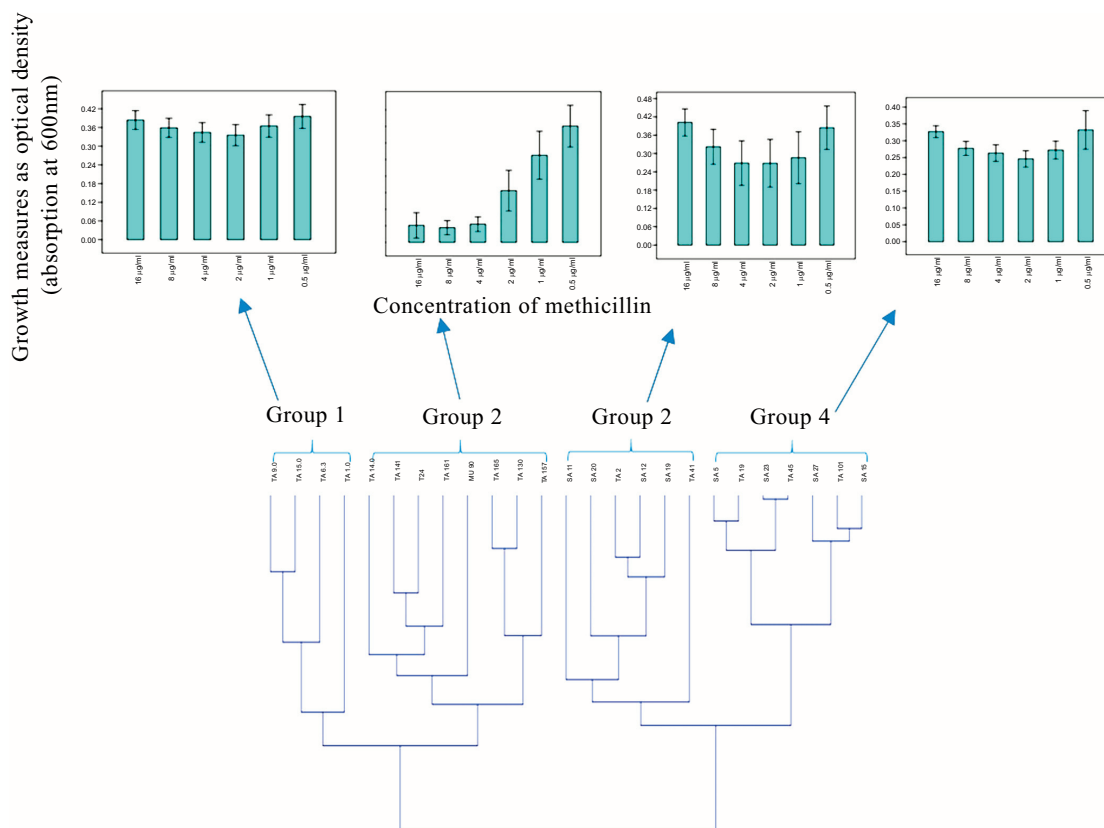 Growth measures as optical density
(absorption at 600nm)
0.42
0.36
0.30
0.24
0.18
0.12
0.06
0.00
16 µg/ml
8 µg/ml
4 µg/ml
2 µg/ml
1 µg/ml
0.5 µg/ml
16 µg/ml
8 µg/ml
4 µg/ml
2 µg/ml
1 µg/ml
0.5 µg/ml
0.48
0.42
0.36
0.30
0.24
0.18
0.12
0.06
0.00
16 µg/ml
8 µg/ml
4 µg/ml
2 µg/ml
1 µg/ml
0.5 µg/ml
0.40
0.35
0.30
0.25
0.20
0.15
0.10
0.05
0.00
16 µg/ml
8 µg/ml
4 µg/ml
2 µg/ml
1 µg/ml
0.5 µg/ml
Concentration of methicillin
Group 1
Group 2
Group 2
Group 4
TA 9.0
TA 15.0
TA 6.3
TA 1.0
TA 14.0
TA 141
T24
TA 161
MU 90
TA 165
TA 130
TA 157
SA 11
SA 20
TA 2
SA 12
SA 19
TA 41
SA 5
TA 19
SA 23
TA 45
SA 27
TA 101
SA 15